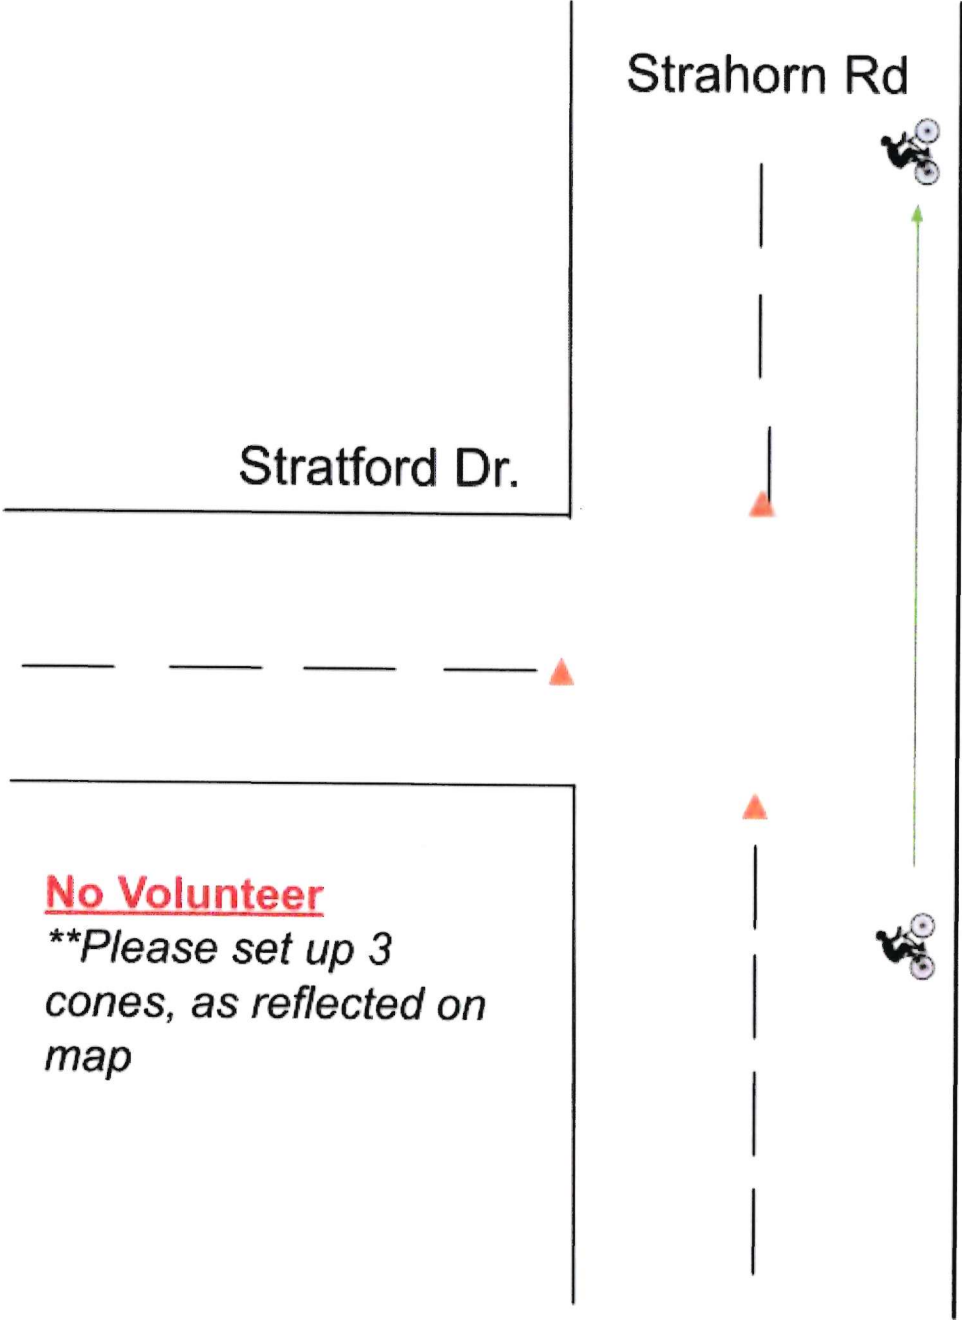 Strahorn Rd
Stratford Dr.
No Volunteer
**Please set up 3
cones, as reflected on
map